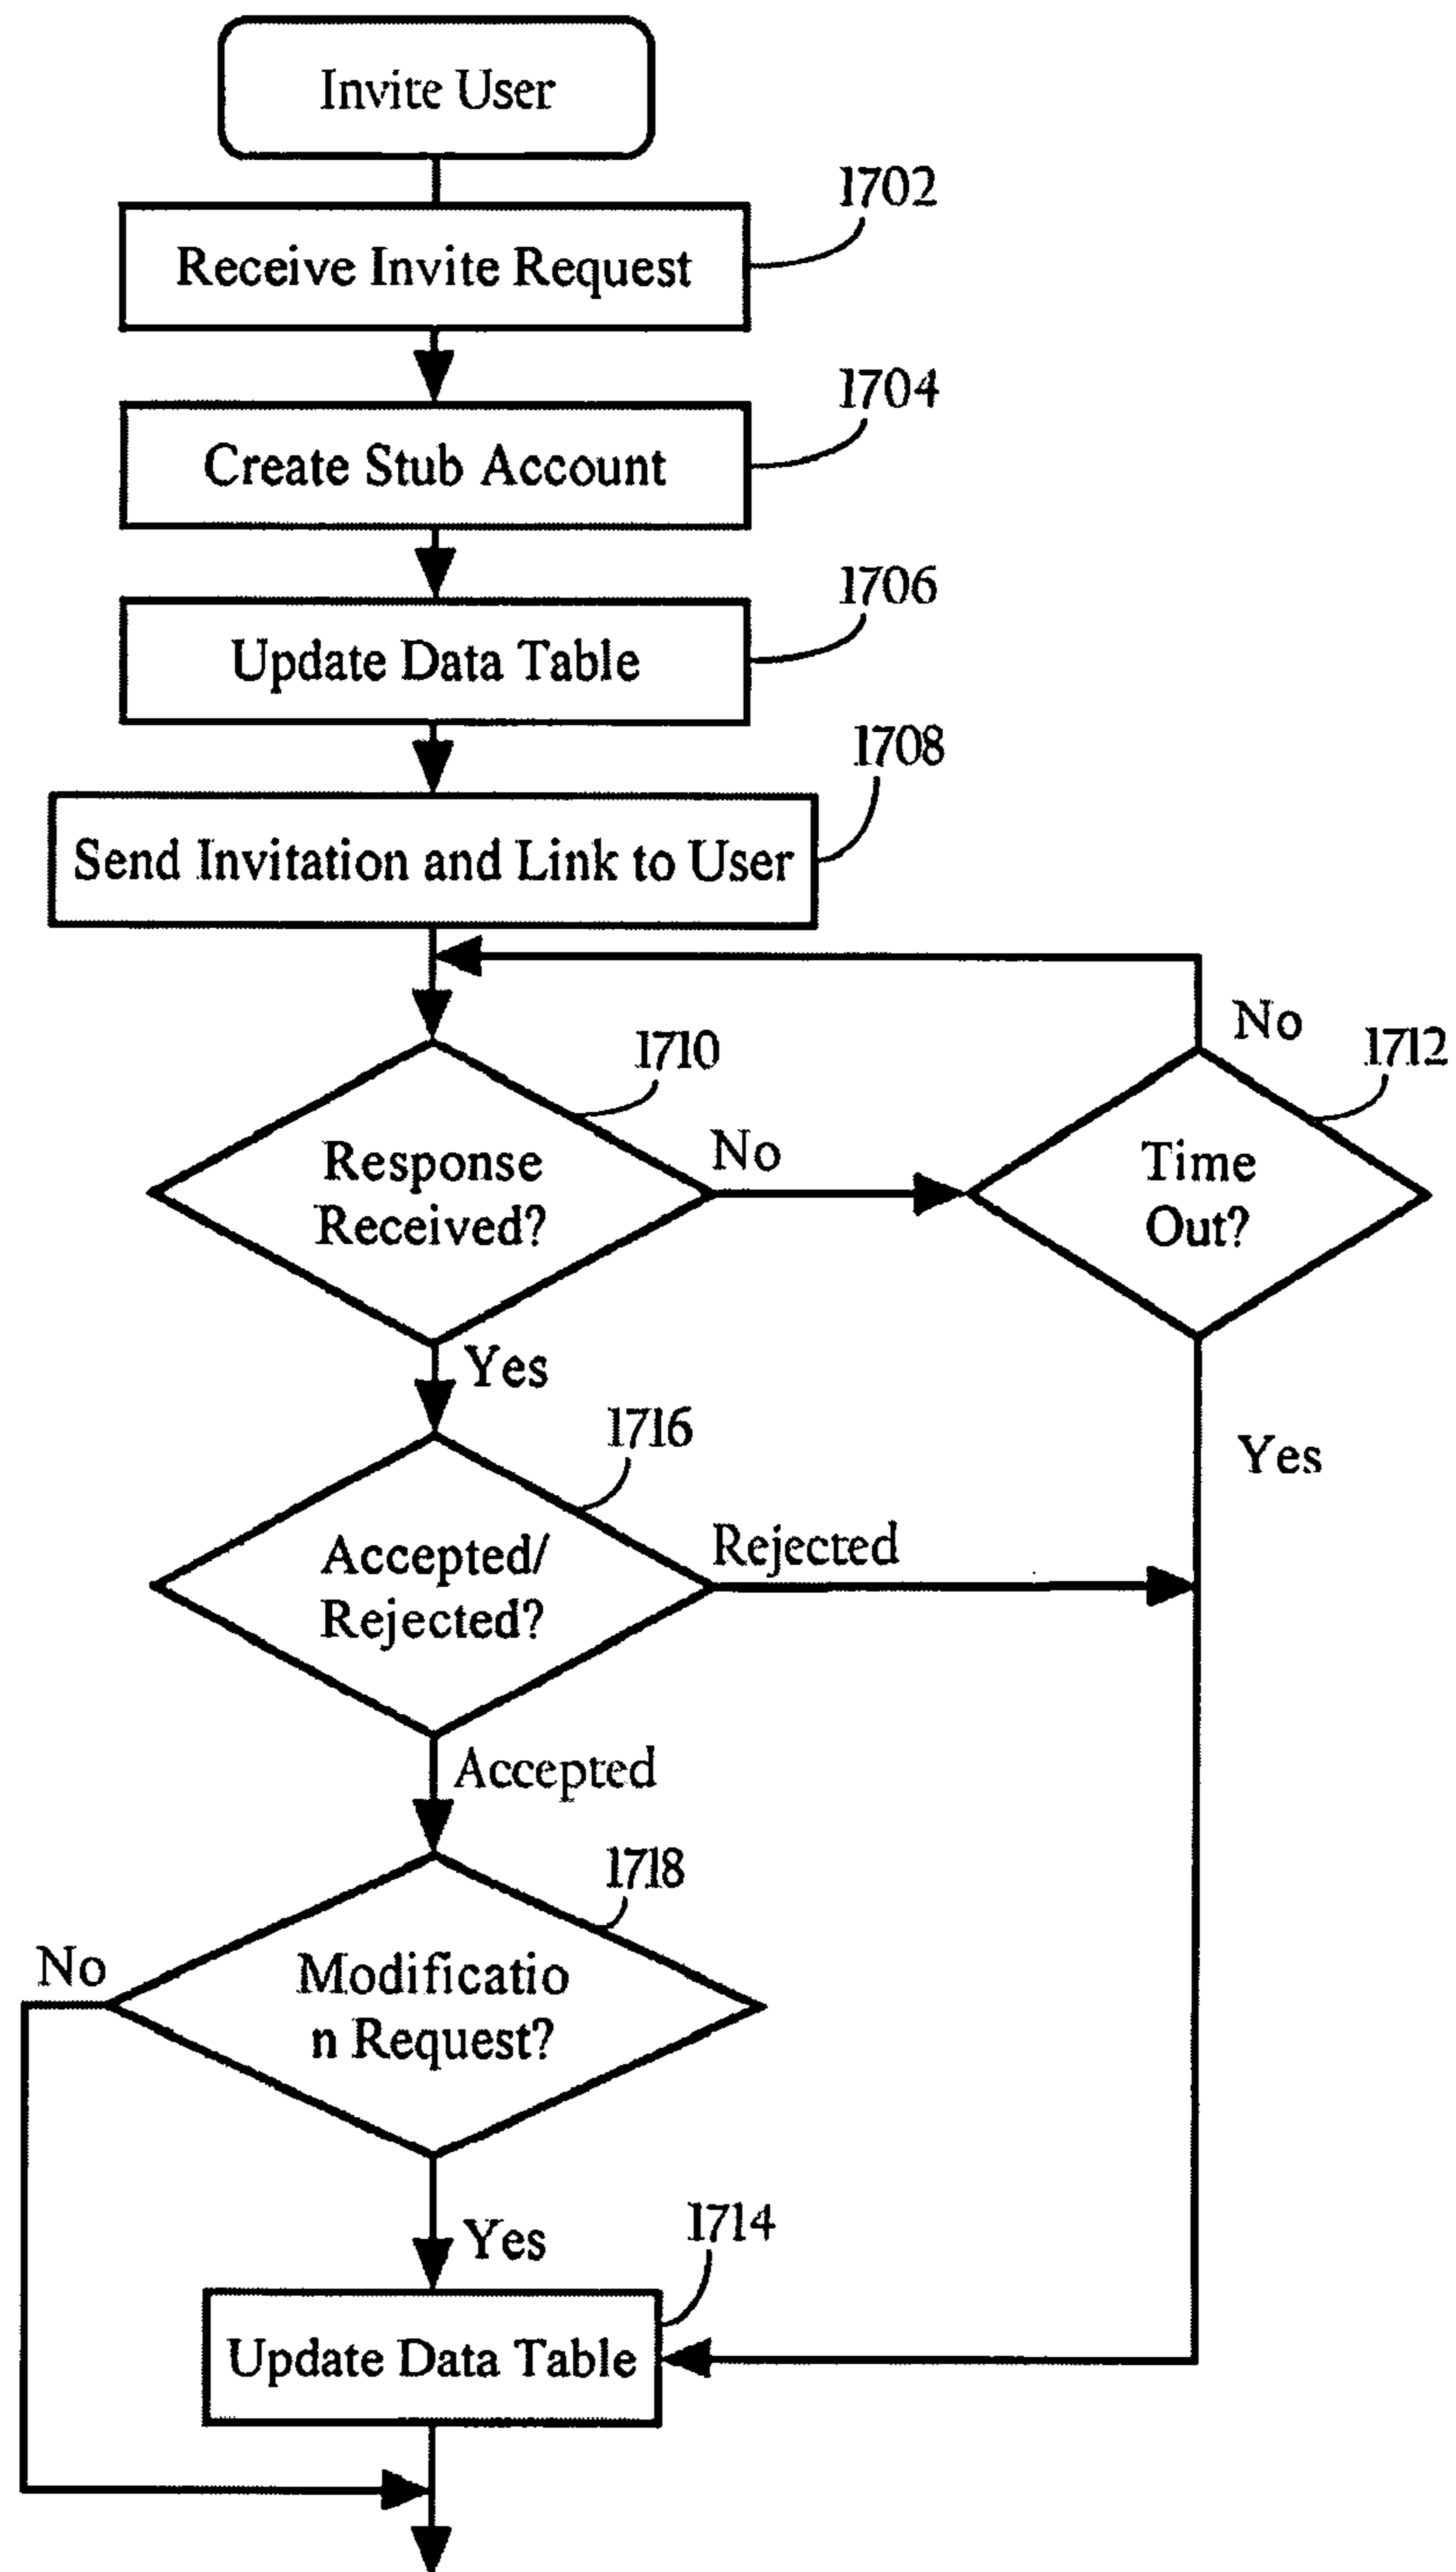 Invite User
1702
Receive Invite Request
1704
Create Stub Account
1706
Update Data Table
1708
Send Invitation and Link to User
No
1710
1712
Response
Received?
No
Time
Out?
Yes
1716
Yes
Accepted/
Rejected?
Rejected
Accepted
1718
No
Modificatio
n Request?
Yes
1714
Update Data Table